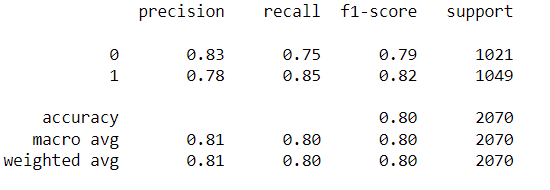 precision recall f1-score support
0 0.83 0.75 0.79 1021
1 0.78 0.85 0.82 1049
accuracy 0.80 2070
macro avg 0.81 0.80 0.80 2070
weighted avg 0.81 0.80 0.80 2070